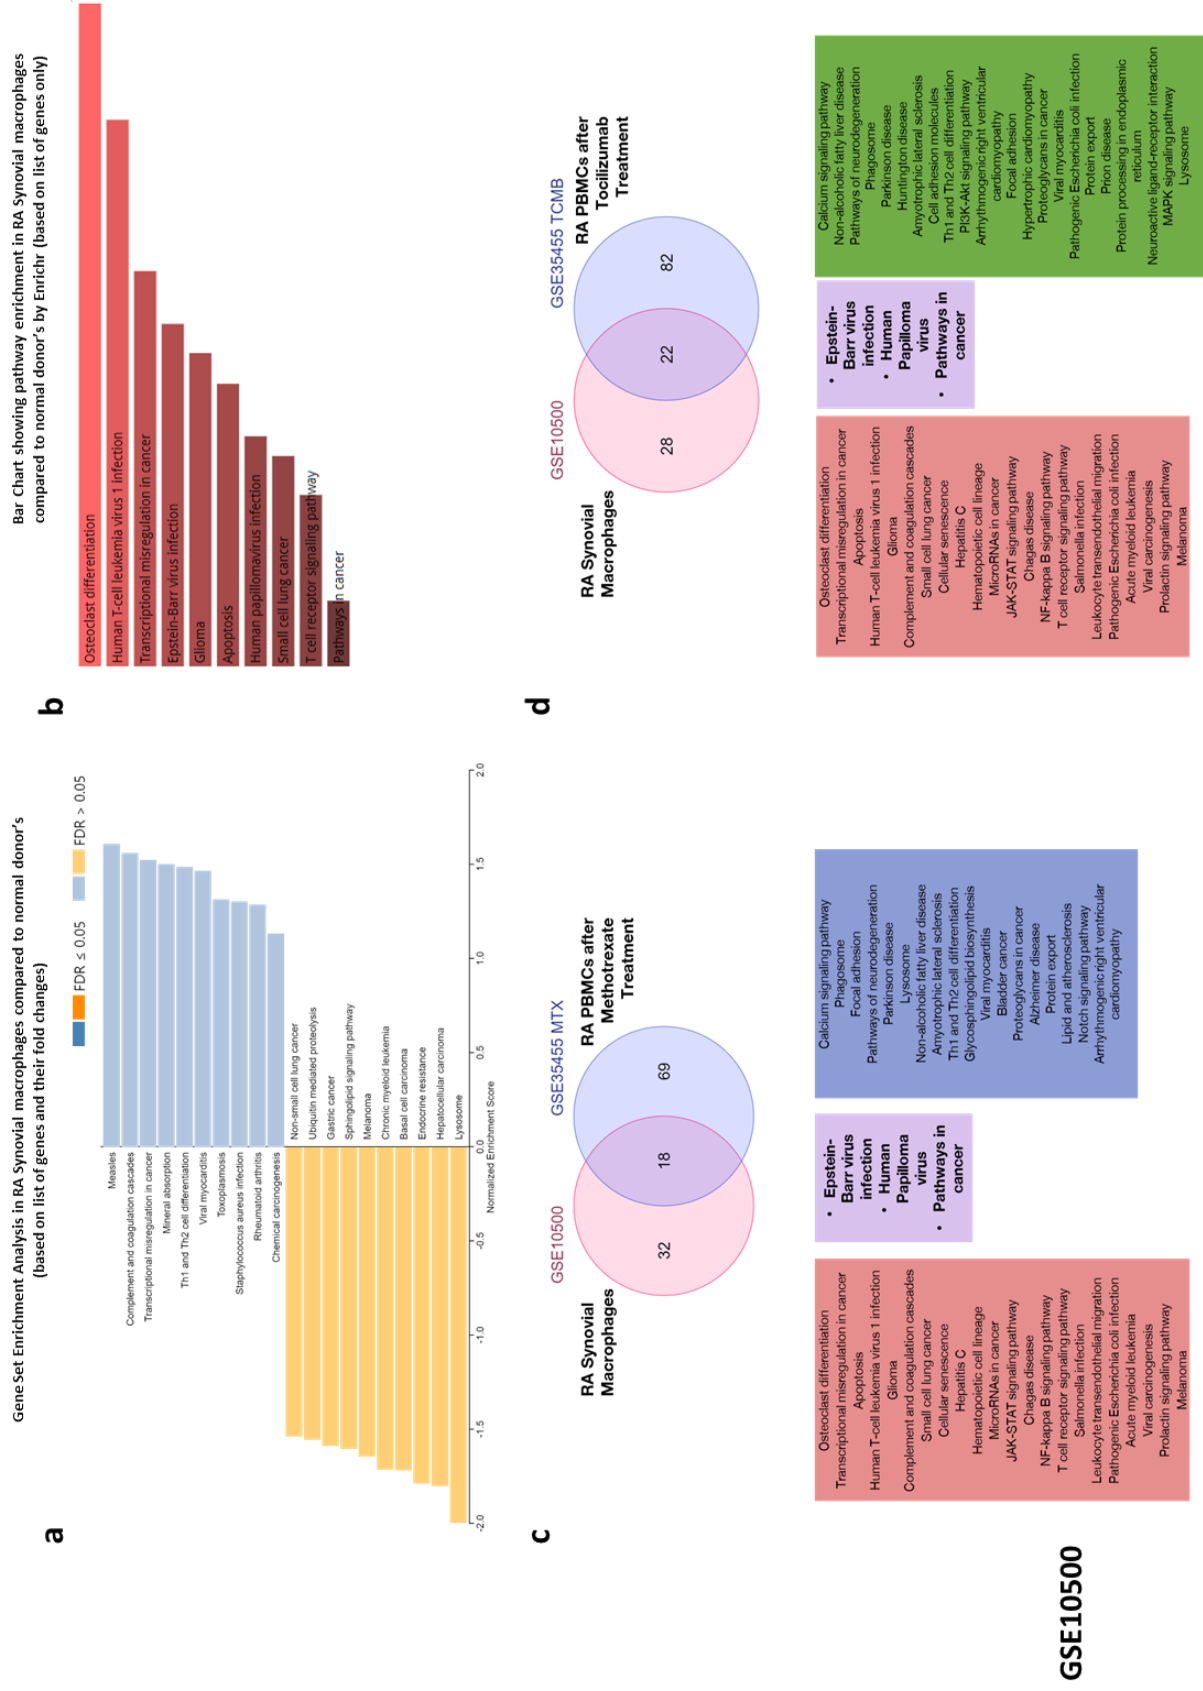 a
Gene Set Enrichment Analysis in RA Synovial macrophages compared to normal donor's
(based on list of genes and their fold changes)
FDR ≤ 0.05
FDR > 0.05
Measles
Complement and coagulation cascades
Transcriptional misregulation in cancer
Mineral absorption
Th1 and Th2 cell differentiation
Viral myocarditis
Toxoplasmosis
Staphylococcus aureus infection
Rheumatoid arthritis
Chemical carcinogenesis
Non-small cell lung cancer
Ubiquitin mediated proteolysis
Gastric cancer
Sphingolipid signaling pathway
Melanoma
Chronic myeloid leukemia
Basal cell carcinoma
Endocrine resistance
Hepatocellular carcinoma
Lysosome
-2.0 -1.5 -1.0 -0.5 0.0 0.5 1.0 1.5 2.0
Normalized Enrichment Score
b
Bar Chart showing pathway enrichment in RA Synovial macrophages
compared to normal donor's by Enrichr (based on list of genes only)
Osteoclast differentiation
Human T-cell leukemia virus 1 infection
Transcriptional misregulation in cancer
Epstein-Barr virus infection
Glioma
Apoptosis
Human papillomavirus infection
Small cell lung cancer
T cell receptor signaling pathway
Pathways in cancer
c
GSE10500
GSE35455 MTX
RA Synovial
Macrophages
RA PBMCs after
Methotrexate
Treatment
32
18
69
Osteoclast differentiation
Transcriptional misregulation in cancer
Apoptosis
Human T-cell leukemia virus 1 infection
Glioma
Complement and coagulation cascades
Small cell lung cancer
Cellular senescence
Hepatitis C
Hematopoietic cell lineage
MicroRNAs in cancer
JAK-STAT signaling pathway
Chagas disease
NF-kappa B signaling pathway
T cell receptor signaling pathway
Salmonella infection
Leukocyte transendothelial migration
Pathogenic Escherichia coli infection
Acute myeloid leukemia
Viral carcinogenesis
Prolactin signaling pathway
Melanoma
• Epstein-
Barr virus
infection
• Human
Papilloma
virus
• Pathways in
cancer
Calcium signaling pathway
Phagosome
Focal adhesion
Pathways of neurodegeneration
Parkinson disease
Lysosome
Non-alcoholic fatty liver disease
Amyotrophic lateral sclerosis
Th1 and Th2 cell differentiation
Glycosphingolipid biosynthesis
Viral myocarditis
Bladder cancer
Proteoglycans in cancer
Alzheimer disease
Protein export
Lipid and atherosclerosis
Notch signaling pathway
Arrhythmogenic right ventricular
cardiomyopathy
d
GSE10500
GSE35455 TCMB
RA Synovial
Macrophages
RA PBMCs after
Tocilizumab
Treatment
28
22
82
Osteoclast differentiation
Transcriptional misregulation in cancer
Apoptosis
Human T-cell leukemia virus 1 infection
Glioma
Complement and coagulation cascades
Small cell lung cancer
Cellular senescence
Hepatitis C
Hematopoietic cell lineage
MicroRNAs in cancer
JAK-STAT signaling pathway
Chagas disease
NF-kappa B signaling pathway
T cell receptor signaling pathway
Salmonella infection
Leukocyte transendothelial migration
Pathogenic Escherichia coli infection
Acute myeloid leukemia
Viral carcinogenesis
Prolactin signaling pathway
Melanoma
• Epstein-
Barr virus
infection
• Human
Papilloma
virus
• Pathways in
cancer
Calcium signaling pathway
Non-alcoholic fatty liver disease
Pathways of neurodegeneration
Phagosome
Parkinson disease
Huntington disease
Amyotrophic lateral sclerosis
Cell adhesion molecules
Th1 and Th2 cell differentiation
PI3K-Akt signaling pathway
Arrhythmogenic right ventricular
cardiomyopathy
Focal adhesion
Hypertrophic cardiomyopathy
Proteoglycans in cancer
Viral myocarditis
Pathogenic Escherichia coli infection
Protein export
Prion disease
Protein processing in endoplasmic
reticulum
Neuroactive ligand-receptor interaction
MAPK signaling pathway
Lysosome
GSE10500